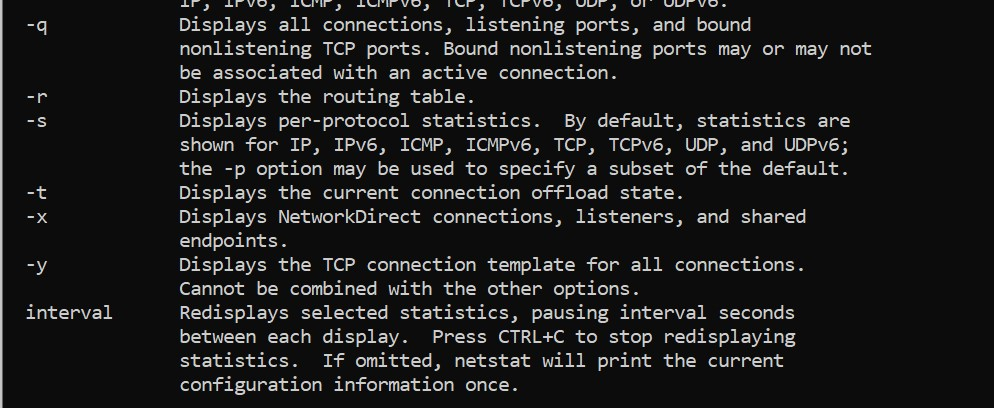 IP, IPv6, ICMP, ICMPv6, TCP, TCPv6, UDP, or UDPv6.
-q Displays all connections, listening ports, and bound
nonlistening TCP ports. Bound nonlistening ports may or may not
be associated with an active connection.
-r Displays the routing table.
-s Displays per-protocol statistics.  By default, statistics are
shown for IP, IPv6, ICMP, ICMPv6, TCP, TCPv6, UDP, and UDPv6;
the -p option may be used to specify a subset of the default.
-t Displays the current connection offload state.
-x Displays NetworkDirect connections, listeners, and shared
endpoints.
-y Displays the TCP connection template for all connections.
Cannot be combined with the other options.
interval Redisplays selected statistics, pausing interval seconds
between each display.  Press CTRL+C to stop redisplaying
statistics.  If omitted, netstat will print the current
configuration information once.